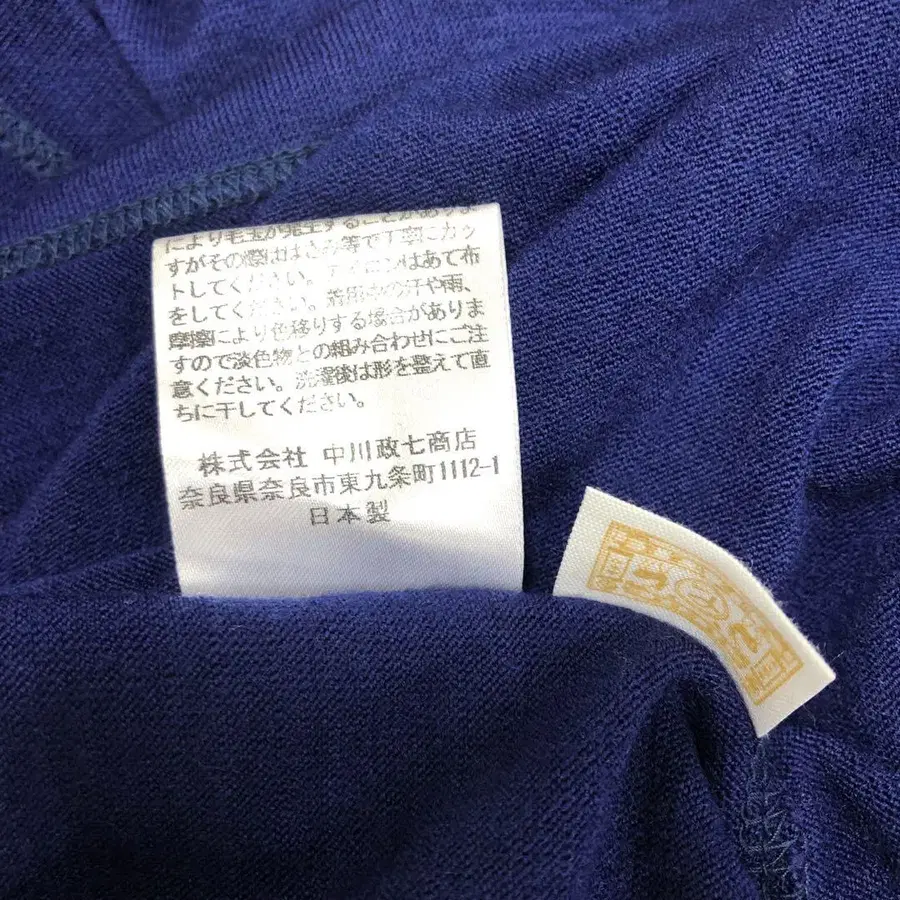 により毛玉が発生することがありま
すがその際ははさみ等で丁寧にカッ
トしてください。アイロンはあて布
をしてください。着用中の汗や雨、
摩擦により色移りする場合がありま
すので淡色物との組み合わせにご注
意ください。洗濯後は形を整えて直
ちに干してください。
株式会社 中川政七商店
奈良県奈良市東九条町1112-1
日本製